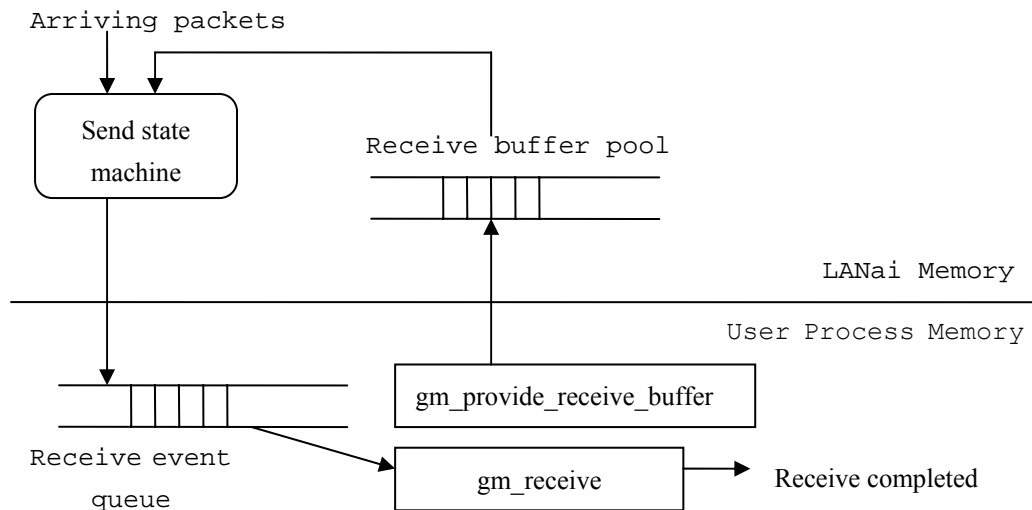 Arriving packets
Send state
machine
Receive buffer pool
LANai Memory
User Process Memory
gm_provide_receive_buffer
Receive event
queue
gm_receive
Receive completed